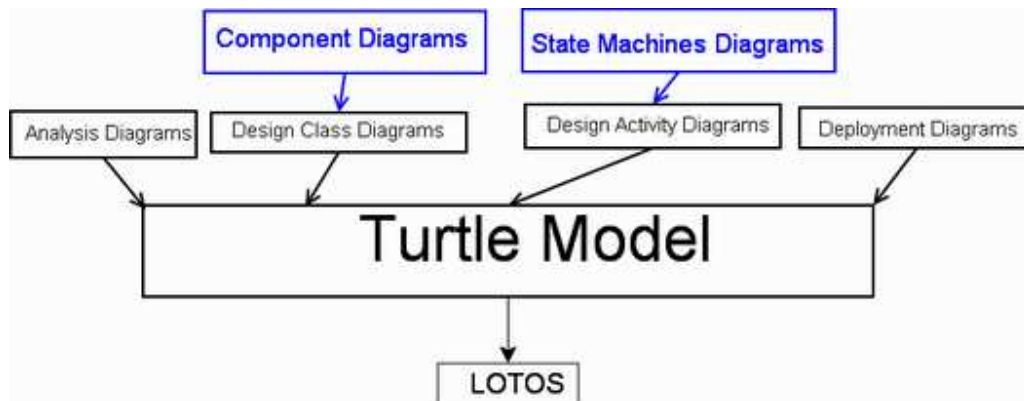 Component Diagrams
State Machines Diagrams
Analysis Diagrams
Design Class Diagrams
Design Activity Diagrams
Deployment Diagrams
Turtle Model
LOTOS